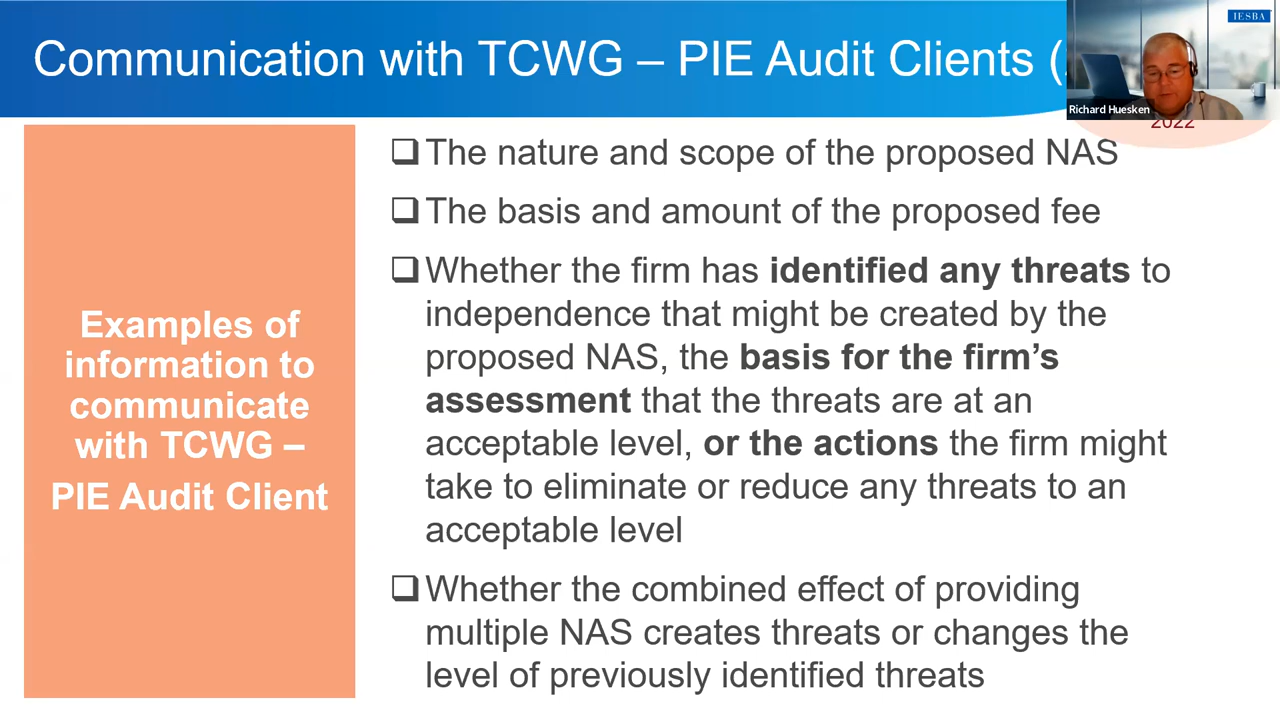 Communication with TCWG – PIE Audit Clients (
IESBA
Richard Huesken
2022
Examples of
information to
communicate
with TCWG –
PIE Audit Client
❑ The nature and scope of the proposed NAS
❑ The basis and amount of the proposed fee
❑ Whether the firm has identified any threats to
independence that might be created by the
proposed NAS, the basis for the firm’s
assessment that the threats are at an
acceptable level, or the actions the firm might
take to eliminate or reduce any threats to an
acceptable level
❑ Whether the combined effect of providing
multiple NAS creates threats or changes the
level of previously identified threats